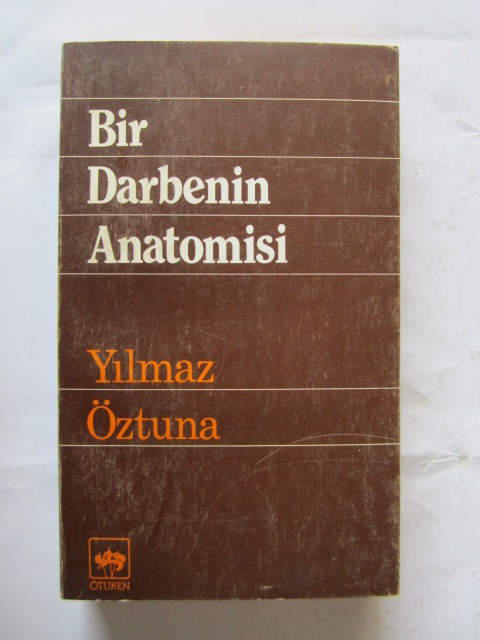 Bir
Darbenin
Anatomisi
Yılmaz
Öztuna
ÖTÜKEN